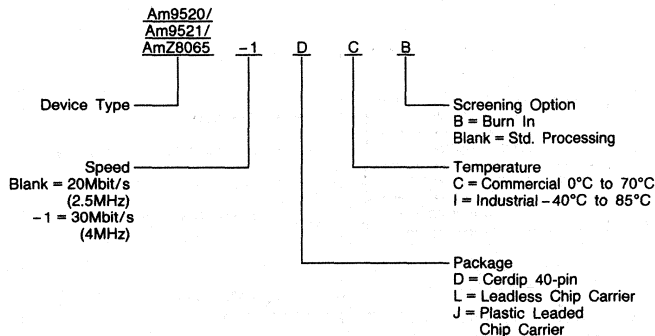 Am9520/
Am9521/
AmZ8065 -1 D C B
Device Type
Screening Option
B = Burn In
Blank = Std. Processing
Speed
Blank = 20Mbit/s
(2.5MHz)
-1 = 30Mbit/s
(4MHz)
Temperature
C = Commercial 0°C to 70°C
I = Industrial -40°C to 85°C
Package
D = Cerdip 40-pin
L = Leadless Chip Carrier
J = Plastic Leaded
Chip Carrier